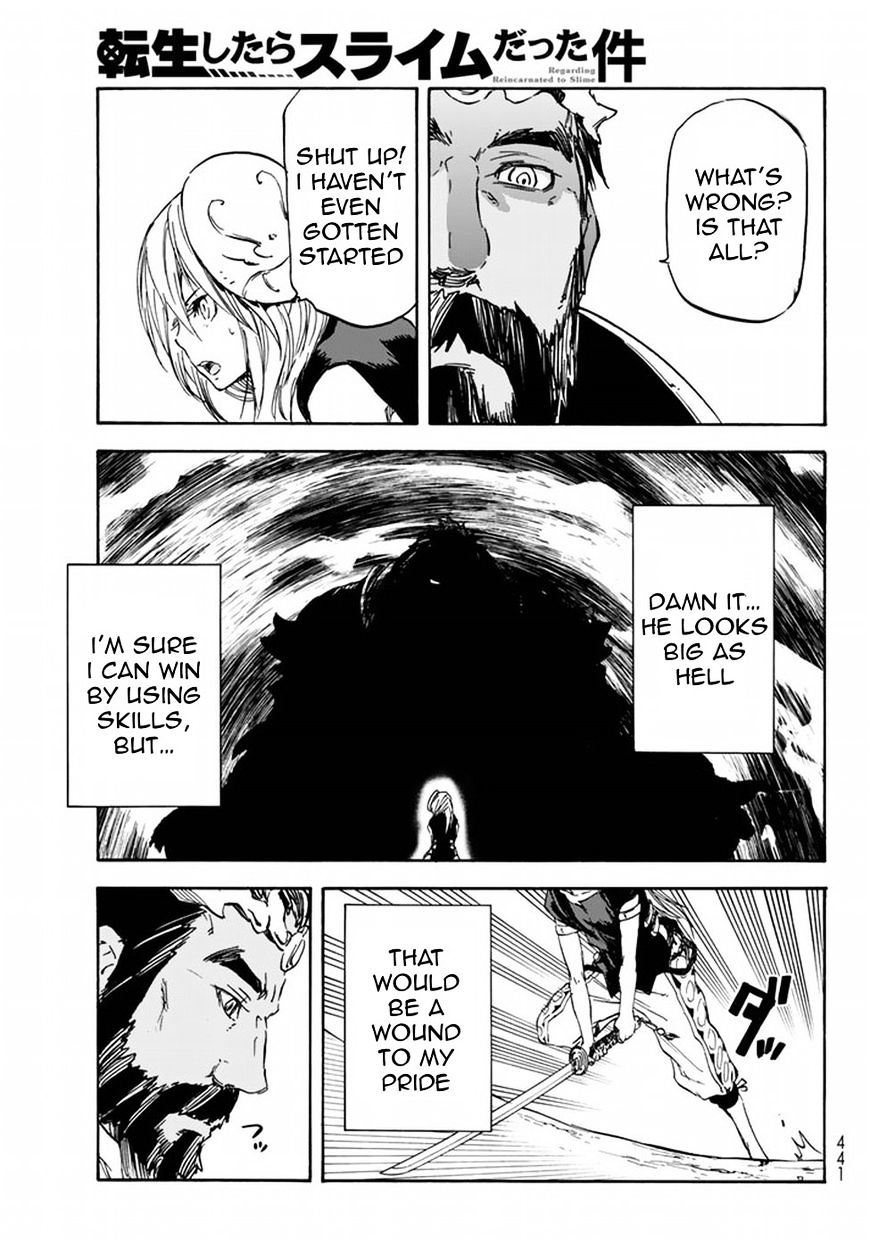 転生したらスライムだった件
Regarding
Reincarnated to Slime
WHAT'S
WRONG?
IS THAT
ALL?
SHUT UP!
I HAVEN'T
EVEN
GOTTEN
STARTED
DAMN IT...
HE LOOKS
BIG AS
HELL
I'M SURE
I CAN WIN
BY USING
SKILLS,
BUT...
THAT
WOULD
BE A
WOUND
TO MY
PRIDE
ダッ
フッ
441